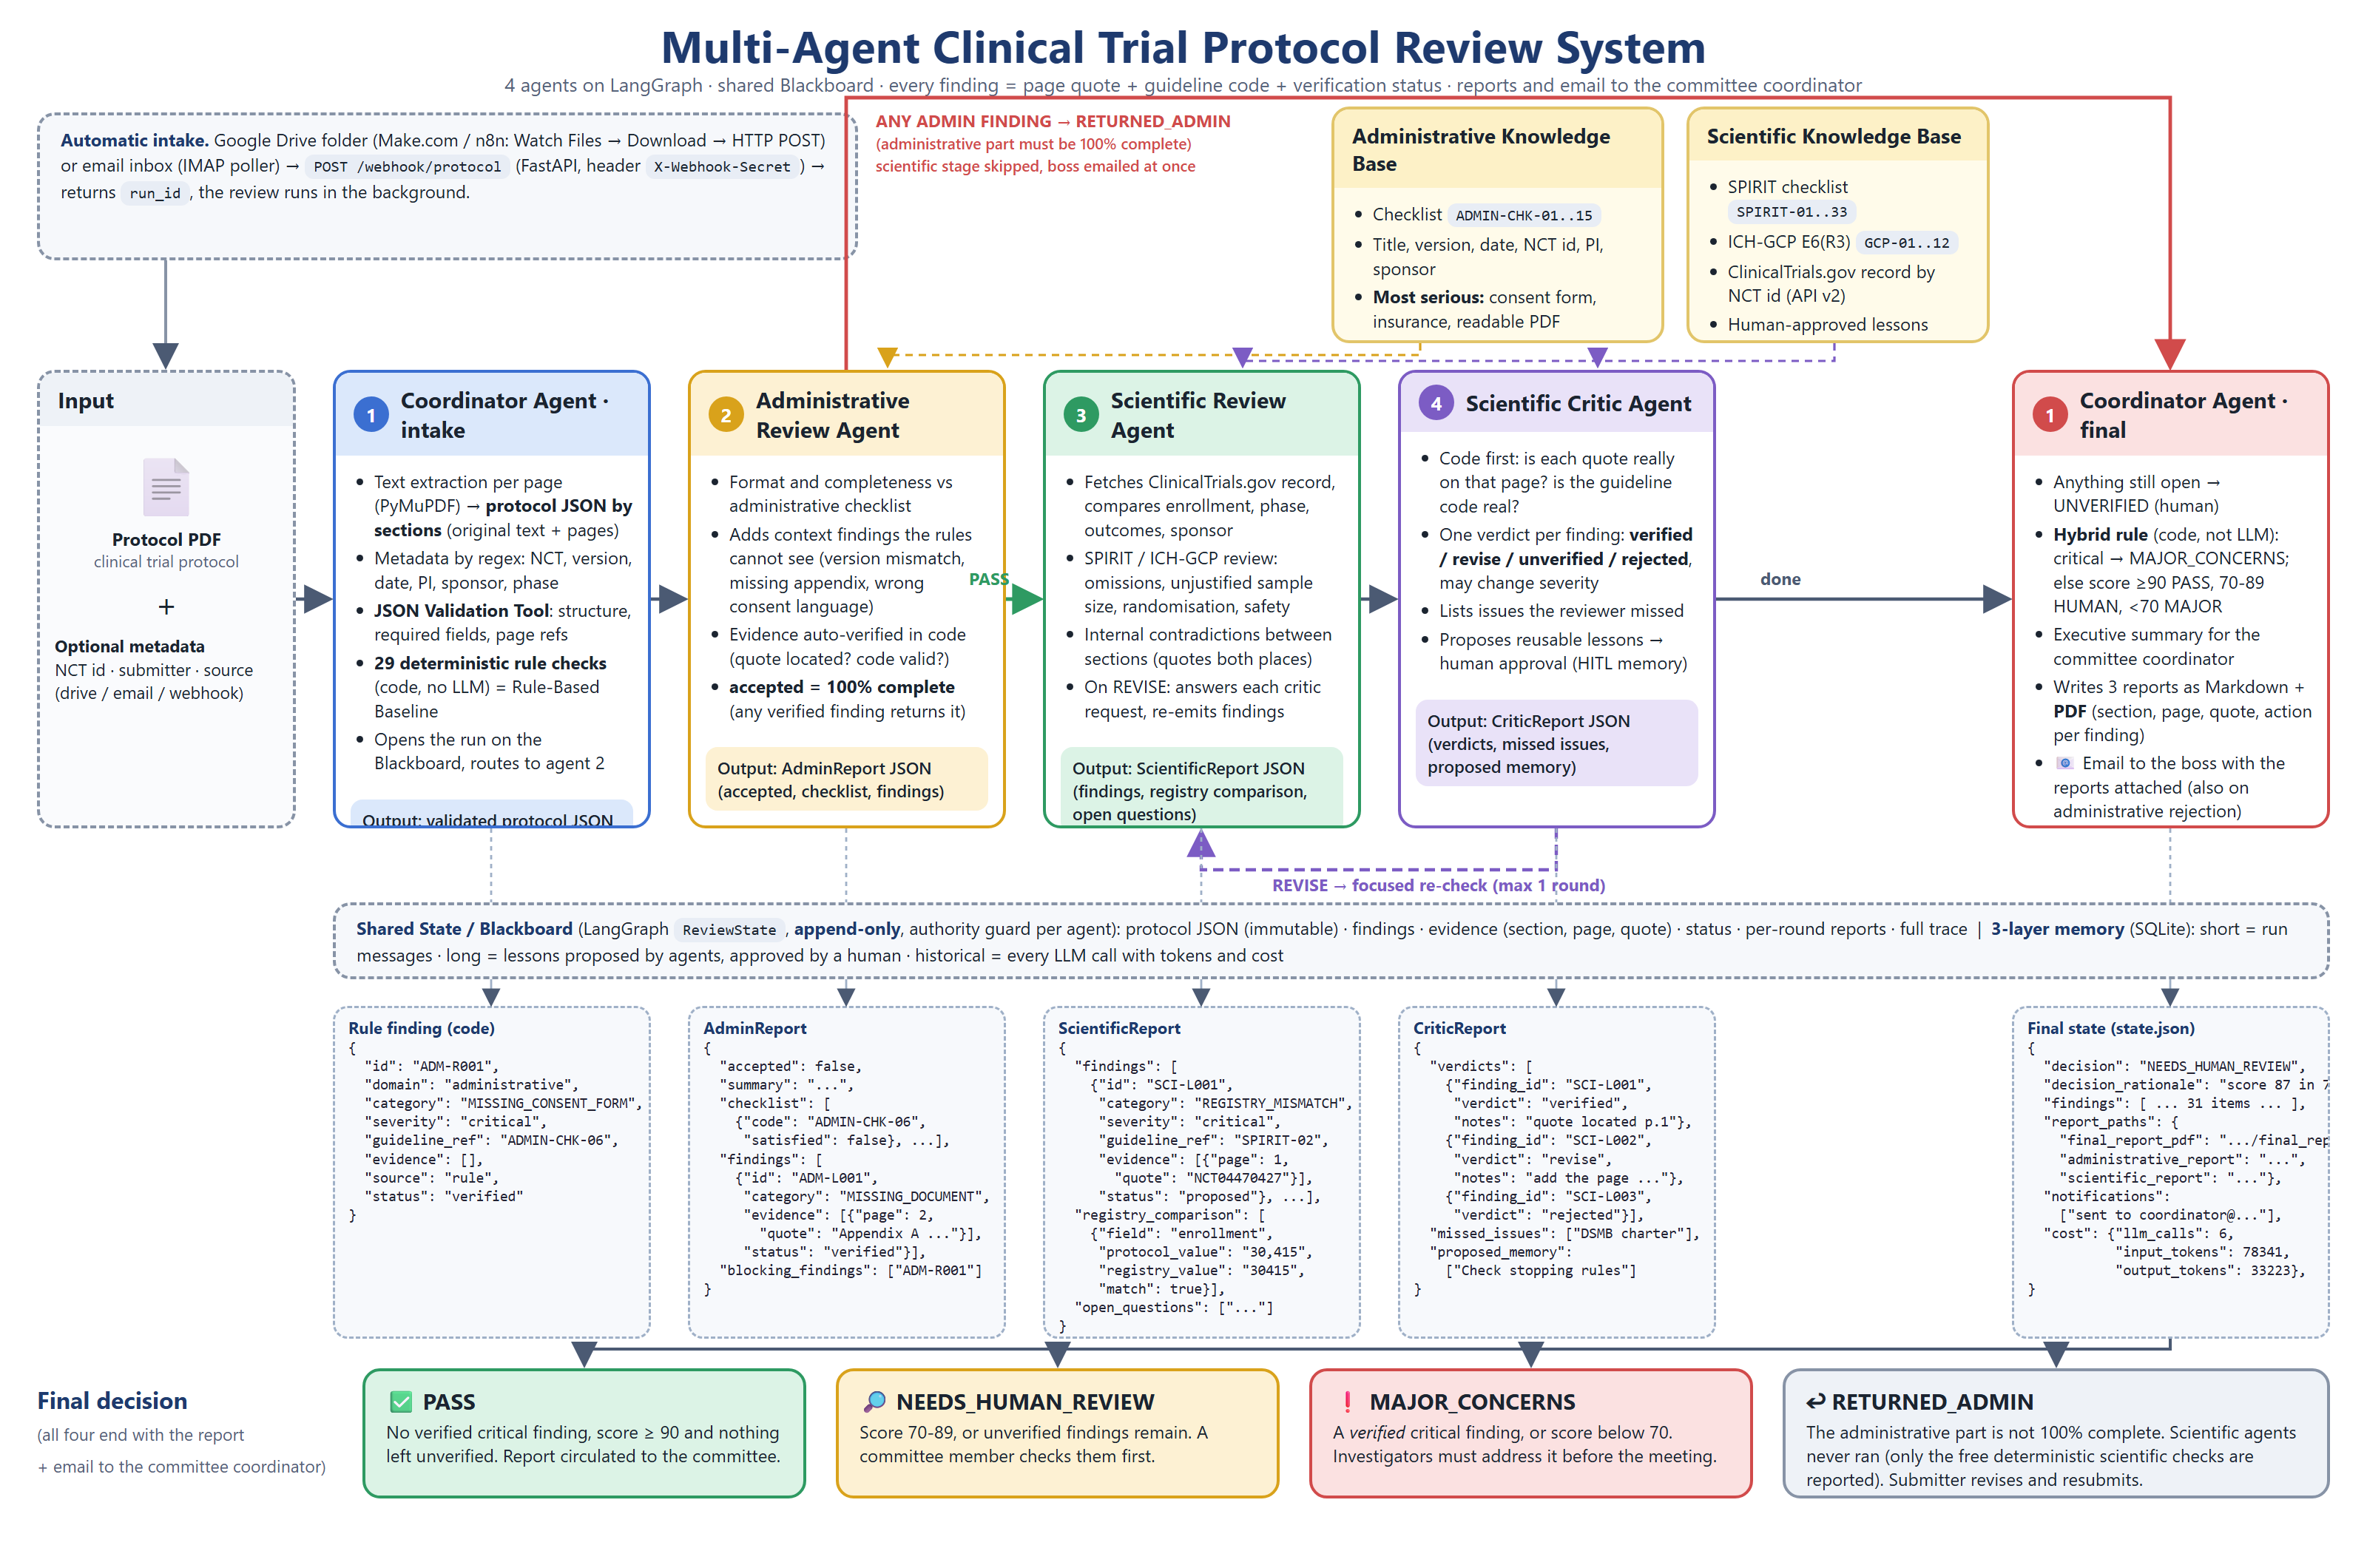 Multi-Agent Clinical Trial Protocol Review System
4 agents on LangGraph · shared Blackboard · every finding = page quote + guideline code + verification status · reports and email to the committee coordinator
Automatic intake. Google Drive folder (Make.com / n8n: Watch Files → Download → HTTP POST)
or email inbox (IMAP poller) → POST /webhook/protocol (FastAPI, header X-Webhook-Secret ) →
returns run_id , the review runs in the background.
ANY ADMIN FINDING → RETURNED_ADMIN
(administrative part must be 100% complete)
scientific stage skipped, boss emailed at once
Administrative Knowledge
Base
• Checklist ADMIN-CHK-01..15
• Title, version, date, NCT id, PI,
sponsor
• Most serious: consent form,
insurance, readable PDF
Scientific Knowledge Base
• SPIRIT checklist
SPIRIT-01..33
• ICH-GCP E6(R3) GCP-01..12
• ClinicalTrials.gov record by
NCT id (API v2)
• Human-approved lessons
Input
Protocol PDF
clinical trial protocol
+
Optional metadata
NCT id · submitter · source
(drive / email / webhook)
1
Coordinator Agent ·
intake
• Text extraction per page
(PyMuPDF) → protocol JSON by
sections (original text + pages)
• Metadata by regex: NCT, version,
date, PI, sponsor, phase
• JSON Validation Tool: structure,
required fields, page refs
• 29 deterministic rule checks
(code, no LLM) = Rule-Based
Baseline
• Opens the run on the
Blackboard, routes to agent 2
Output: validated protocol JSON
2
Administrative
Review Agent
• Format and completeness vs
administrative checklist
• Adds context findings the rules
cannot see (version mismatch,
missing appendix, wrong
consent language)
• Evidence auto-verified in code
(quote located? code valid?)
• accepted = 100% complete
(any verified finding returns it)
Output: AdminReport JSON
(accepted, checklist, findings)
PASS
3
Scientific Review
Agent
• Fetches ClinicalTrials.gov record,
compares enrollment, phase,
outcomes, sponsor
• SPIRIT / ICH-GCP review:
omissions, unjustified sample
size, randomisation, safety
• Internal contradictions between
sections (quotes both places)
• On REVISE: answers each critic
request, re-emits findings
Output: ScientificReport JSON
(findings, registry comparison,
open questions)
4
Scientific Critic Agent
• Code first: is each quote really
on that page? is the guideline
code real?
• One verdict per finding: verified
/ revise / unverified / rejected,
may change severity
• Lists issues the reviewer missed
• Proposes reusable lessons →
human approval (HITL memory)
Output: CriticReport JSON
(verdicts, missed issues,
proposed memory)
done
1
Coordinator Agent ·
final
• Anything still open →
UNVERIFIED (human)
• Hybrid rule (code, not LLM):
critical → MAJOR_CONCERNS;
else score ≥90 PASS, 70-89
HUMAN, <70 MAJOR
• Executive summary for the
committee coordinator
• Writes 3 reports as Markdown +
PDF (section, page, quote, action
per finding)
• Email to the boss with the
reports attached (also on
administrative rejection)
REVISE → focused re-check (max 1 round)
Shared State / Blackboard (LangGraph ReviewState , append-only, authority guard per agent): protocol JSON (immutable) · findings · evidence (section, page, quote) · status · per-round reports · full trace | 3-layer memory (SQLite): short = run
messages · long = lessons proposed by agents, approved by a human · historical = every LLM call with tokens and cost
Rule finding (code)
{
"id": "ADM-R001",
"domain": "administrative",
"category": "MISSING_CONSENT_FORM",
"severity": "critical",
"guideline_ref": "ADMIN-CHK-06",
"evidence": [],
"source": "rule",
"status": "verified"
}
AdminReport
{
"accepted": false,
"summary": "...",
"checklist": [
{"code": "ADMIN-CHK-06",
"satisfied": false}, ...],
"findings": [
{"id": "ADM-L001",
"category": "MISSING_DOCUMENT",
"evidence": [{"page": 2,
"quote": "Appendix A ..."}],
"status": "verified"}],
"blocking_findings": ["ADM-R001"]
}
ScientificReport
{
"findings": [
{"id": "SCI-L001",
"category": "REGISTRY_MISMATCH",
"severity": "critical",
"guideline_ref": "SPIRIT-02",
"evidence": [{"page": 1,
"quote": "NCT04470427"}],
"status": "proposed"}, ...],
"registry_comparison": [
{"field": "enrollment",
"protocol_value": "30,415",
"registry_value": "30415",
"match": true}],
"open_questions": ["..."]
}
CriticReport
{
"verdicts": [
{"finding_id": "SCI-L001",
"verdict": "verified",
"notes": "quote located p.1"},
{"finding_id": "SCI-L002",
"verdict": "revise",
"notes": "add the page ..."},
{"finding_id": "SCI-L003",
"verdict": "rejected"}],
"missed_issues": ["DSMB charter"],
"proposed_memory":
["Check stopping rules"]
}
Final state (state.json)
{
"decision": "NEEDS_HUMAN_REVIEW",
"decision_rationale": "score 87 in 7
"findings": [ ... 31 items ... ],
"report_paths": {
"final_report_pdf": ".../final_rep
"administrative_report": "...",
"scientific_report": "..."},
"notifications":
["sent to coordinator@..."],
"cost": {"llm_calls": 6,
"input_tokens": 78341,
"output_tokens": 33223},
}
Final decision
(all four end with the report
+ email to the committee coordinator)
✅ PASS
No verified critical finding, score ≥ 90 and nothing
left unverified. Report circulated to the committee.
🔎 NEEDS_HUMAN_REVIEW
Score 70-89, or unverified findings remain. A
committee member checks them first.
❗ MAJOR_CONCERNS
A verified critical finding, or score below 70.
Investigators must address it before the meeting.
↩ RETURNED_ADMIN
The administrative part is not 100% complete. Scientific agents
never ran (only the free deterministic scientific checks are
reported). Submitter revises and resubmits.